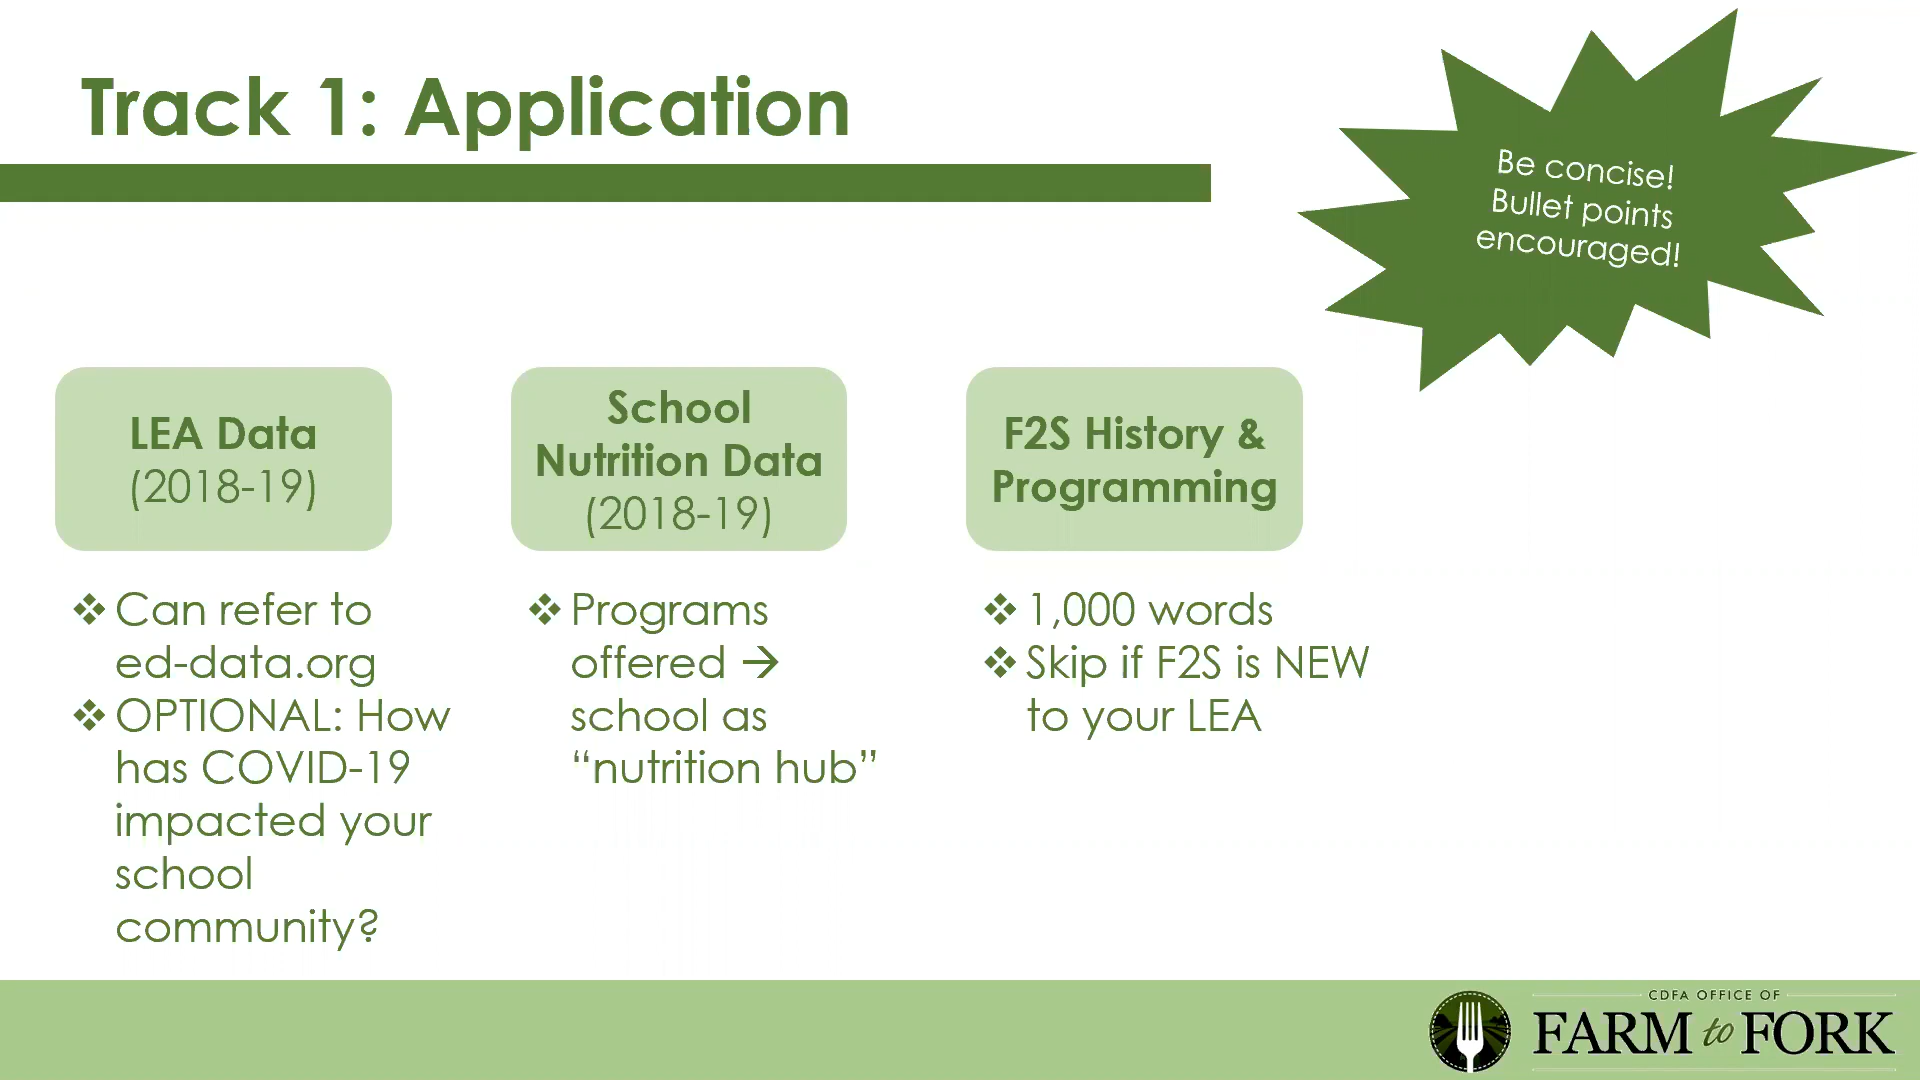 Track 1: Application
Be concise!
Bullet points
encouraged!
LEA Data
(2018-19)
❖ Can refer to
ed-data.org
❖ OPTIONAL: How
has COVID-19
impacted your
school
community?
School
Nutrition Data
(2018-19)
❖ Programs
offered →
school as
“nutrition hub”
F2S History &
Programming
❖ 1,000 words
❖ Skip if F2S is NEW
to your LEA
CDFA OFFICE OF
FARM to FORK